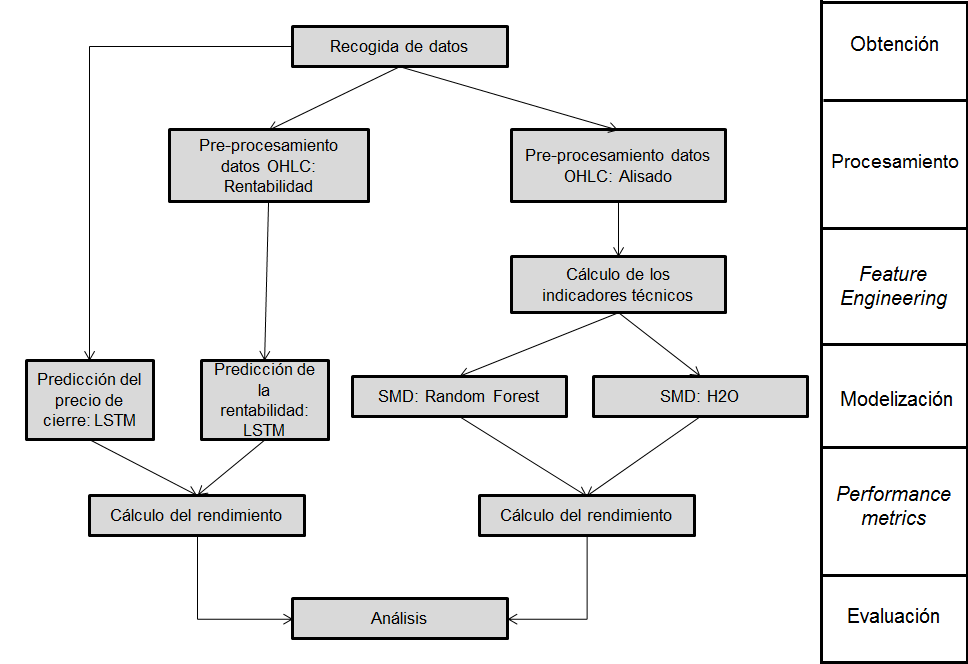 Recogida de datos
Pre-procesamiento
datos OHLC:
Rentabilidad
Pre-procesamiento datos
OHLC: Alisado
Cálculo de los
indicadores técnicos
Predicción del
precio de
cierre: LSTM
Predicción de
la
rentabilidad:
LSTM
SMD: Random Forest
SMD: H2O
Cálculo del rendimiento
Cálculo del rendimiento
Análisis
Obtención
Procesamiento
Feature
Engineering
Modelización
Performance
metrics
Evaluación